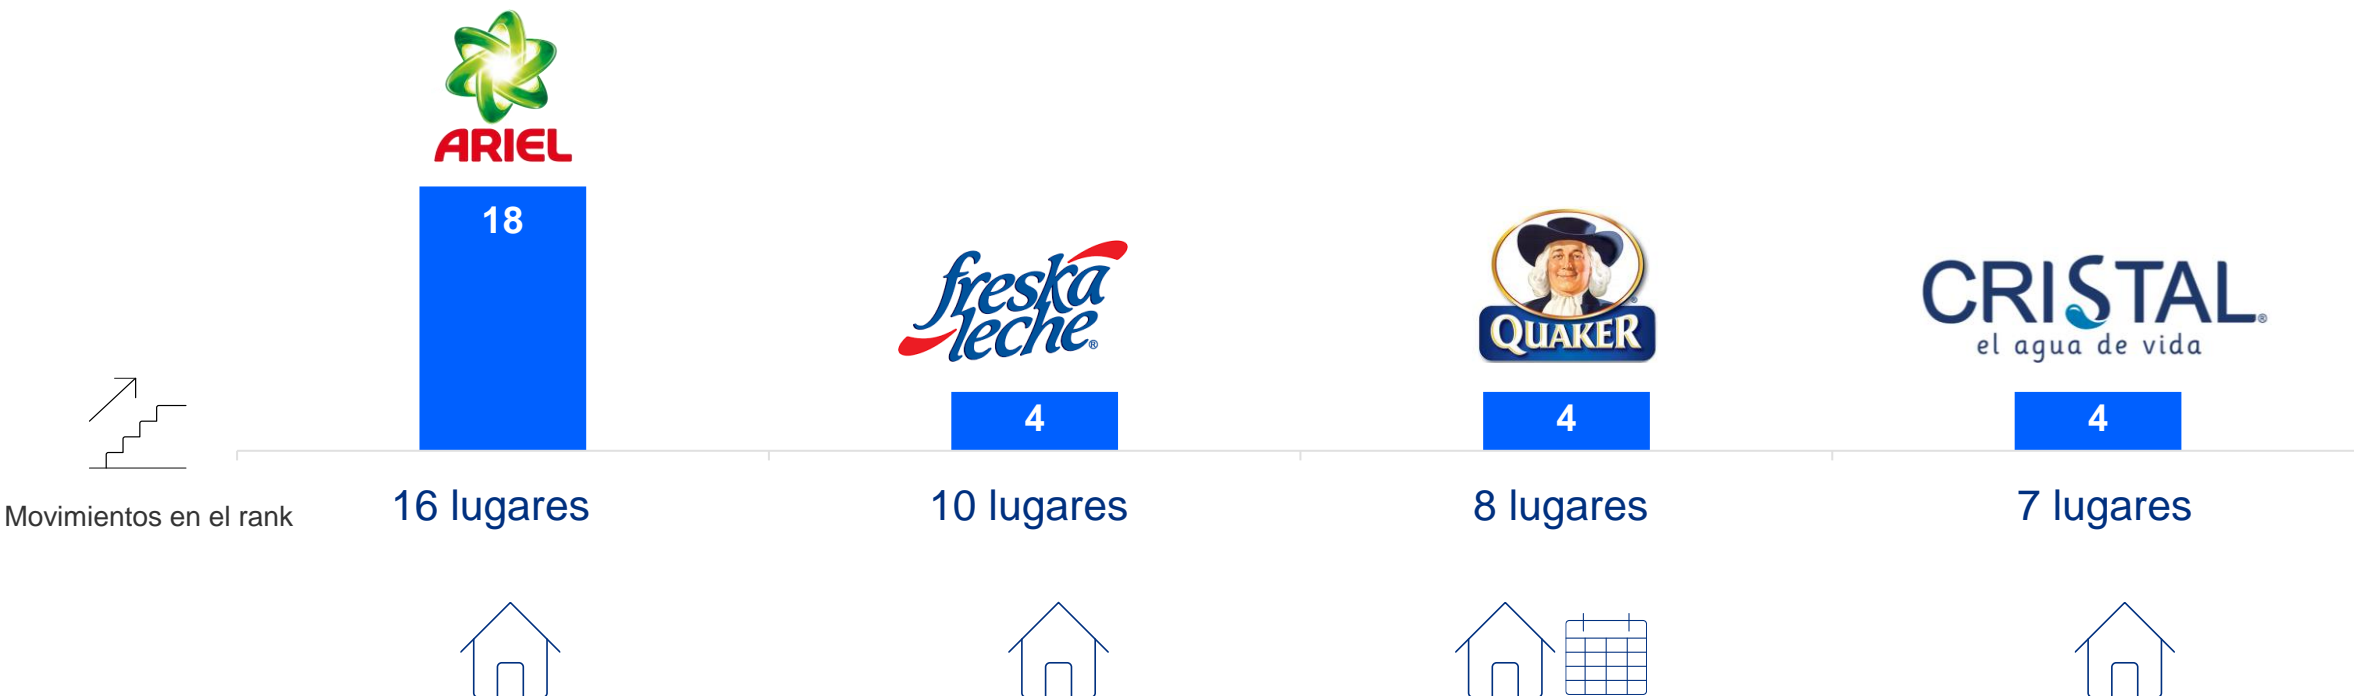 ARIEL
18
freska
leche®
4
QUAKER
4
CRISTAL®
el agua de vida
4
Movimientos en el rank
16 lugares
10 lugares
8 lugares
7 lugares